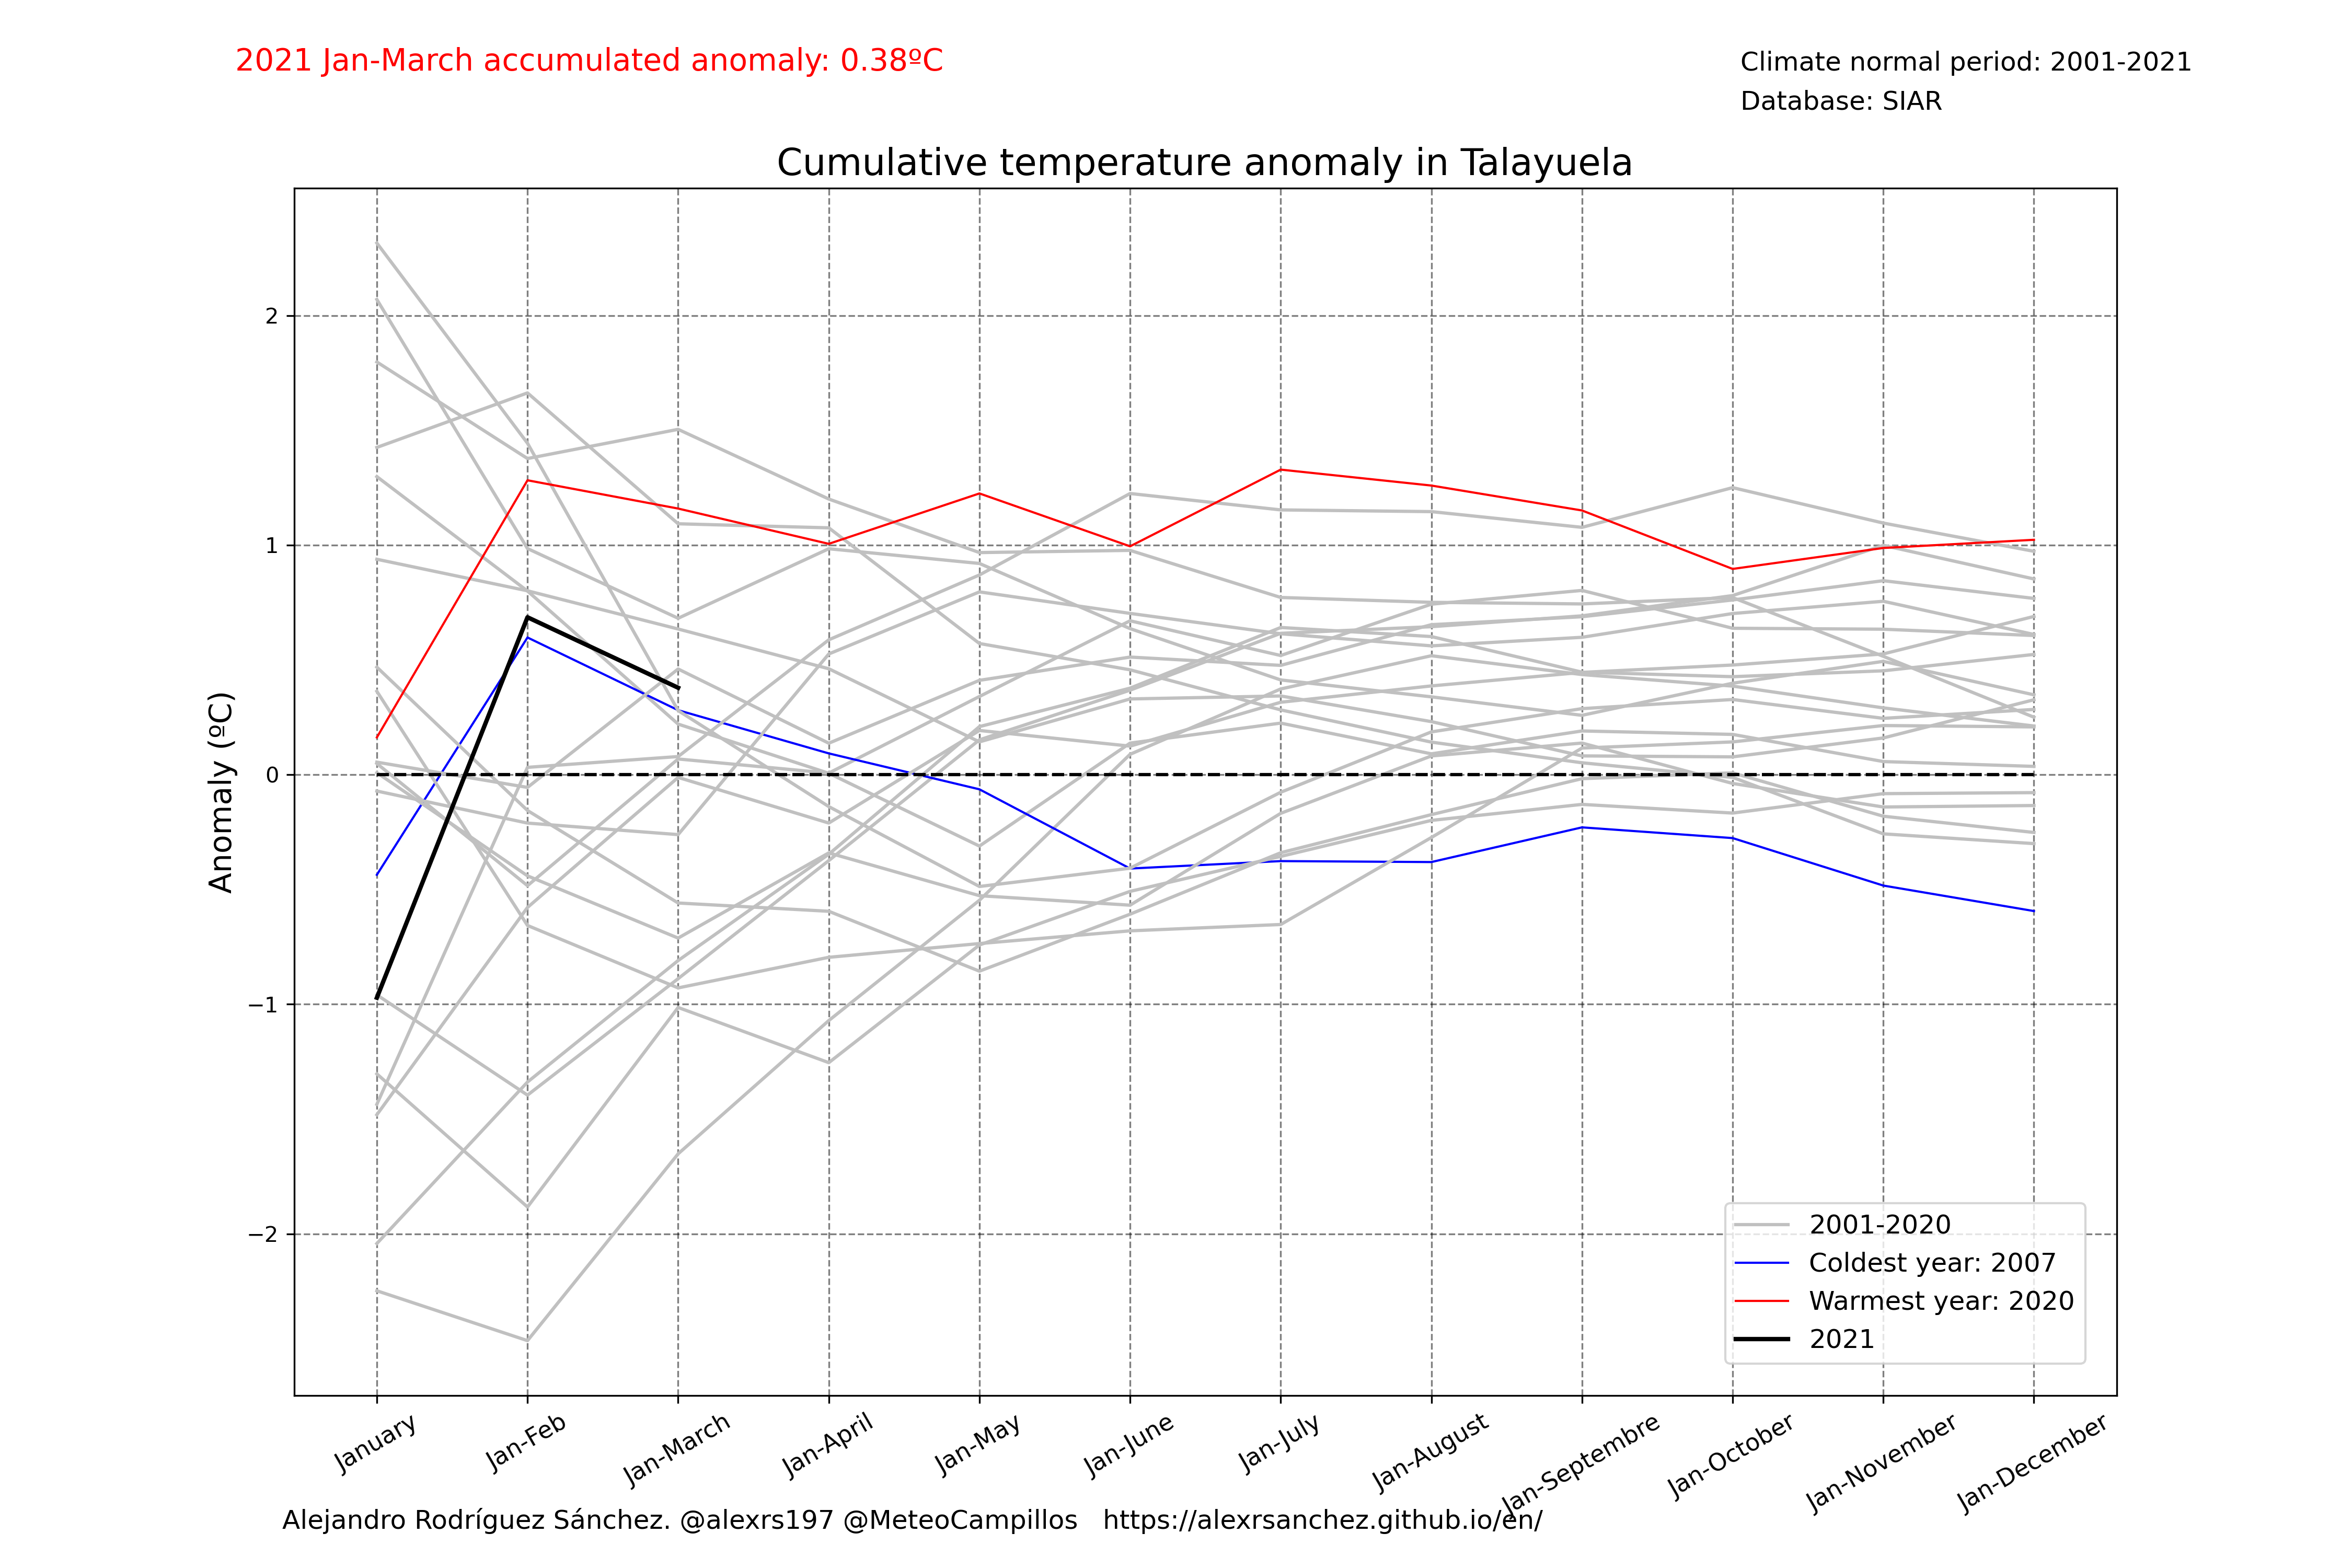 2021 Jan-March accumulated anomaly: 0.38ºC
Climate normal period: 2001-2021
Database: SIAR
Cumulative temperature anomaly in Talayuela
Anomaly (ºC)
2
1
0
−1
−2
2001-2020
Coldest year: 2007
Warmest year: 2020
2021
January
Jan-Feb
Jan-March
Jan-April
Jan-May
Jan-June
Jan-July
Jan-August
Jan-Septembre
Jan-October
Jan-November
Jan-December
Alejandro Rodríguez Sánchez. @alexrs197 @MeteoCampillos   https://alexrsanchez.github.io/en/